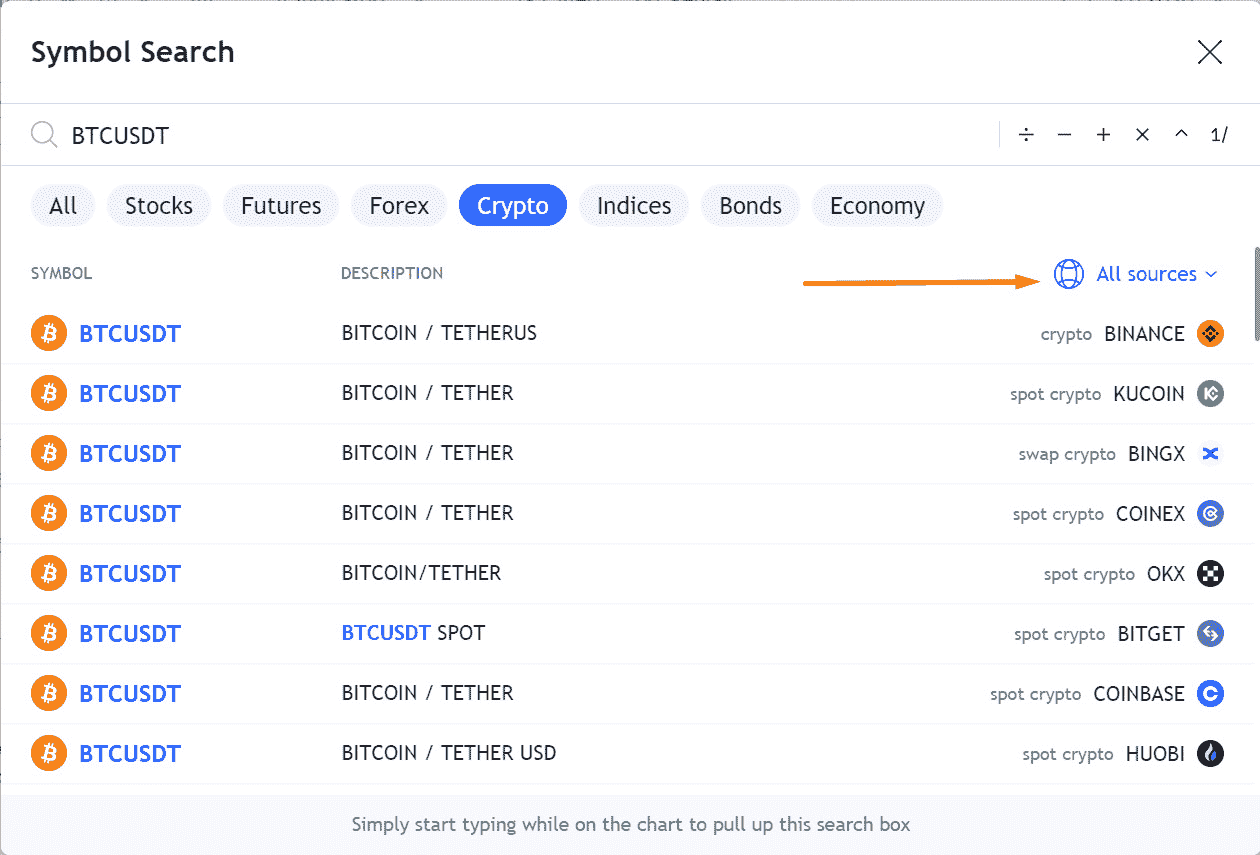 Symbol Search
BTCUSDT ÷ − + × ^ 1/
All Stocks Futures Forex Crypto Indices Bonds Economy
SYMBOL DESCRIPTION All sources
BTCUSDT BITCOIN / TETHERUS crypto BINANCE
BTCUSDT BITCOIN / TETHER spot crypto KUCOIN
BTCUSDT BITCOIN / TETHER swap crypto BINGX
BTCUSDT BITCOIN / TETHER spot crypto COINEX
BTCUSDT BITCOIN/TETHER spot crypto OKX
BTCUSDT BTCUSDT SPOT spot crypto BITGET
BTCUSDT BITCOIN / TETHER spot crypto COINBASE
BTCUSDT BITCOIN / TETHER USD spot crypto HUOBI
Simply start typing while on the chart to pull up this search box